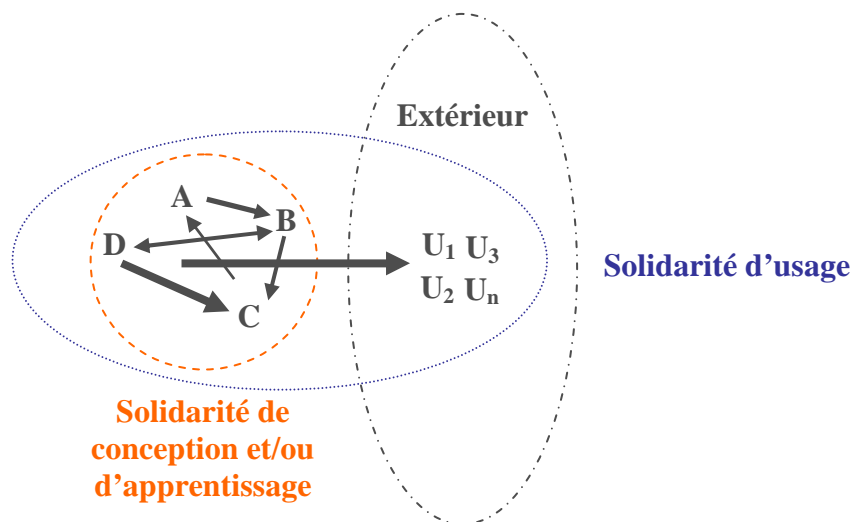 Extérieur
A
B
D
U₁ U₃
Solidarité d’usage
U₂ Uₙ
C
Solidarité de
conception et/ou
d’apprentissage